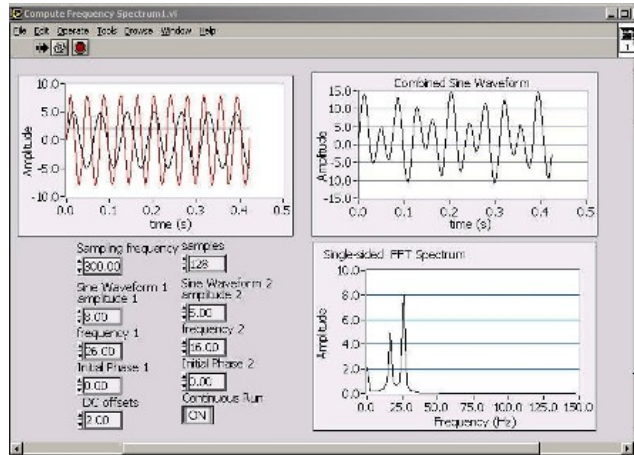 Compute Frequency Spectrum1.vi
File Edit Operate Tools Browse Window Help
1
10.0
5.0
0.0
-5.0
-10.0
Amplitude
0.0 0.1 0.2 0.3 0.4 0.5
time (s)
Combined Sine Waveform
15.0
10.0
5.0
0.0
-5.0
-10.0
-15.0
Amplitude
0.0 0.1 0.2 0.3 0.4 0.5
time (s)
Sampling frequency samples
300.00 128
Sine Waveform 1 Sine Waveform 2
amplitude 1 amplitude 2
8.00 5.00
frequency 1 frequency 2
26.00 16.00
Initial Phase 1 Initial Phase 2
0.00 0.00
DC offsets Continuous Run
2.00 ON
Single-sided FFT Spectrum
10.0
8.0
6.0
4.0
2.0
0.0
Amplitude
0.0 25.0 50.0 75.0 100.0 125.0 150.0
Frequency (Hz)